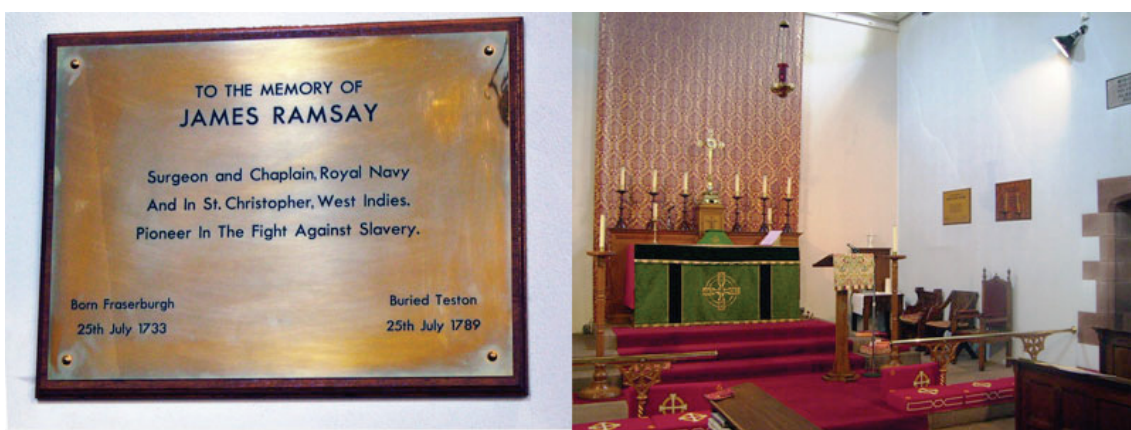 TO THE MEMORY OF
JAMES RAMSAY
Surgeon and Chaplain, Royal Navy
And In St. Christopher, West Indies.
Pioneer In The Fight Against Slavery.
Born Fraserburgh
25th July 1733
Buried Teston
25th July 1789